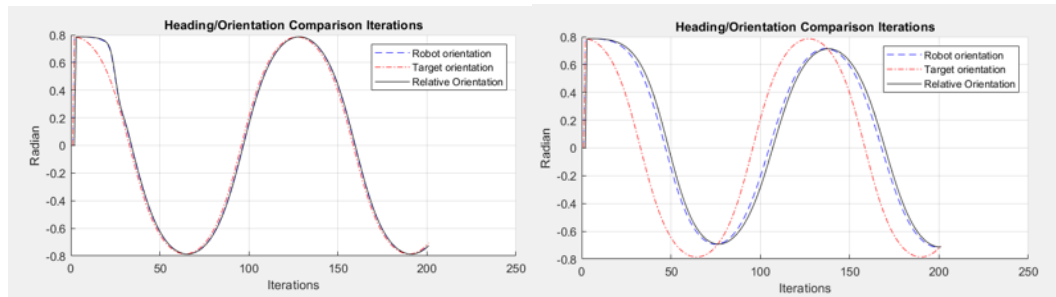 Heading/Orientation Comparison Iterations
Radian
0.8
0.6
0.4
0.2
0
-0.2
-0.4
-0.6
-0.8
Robot orientation
Target orientation
Relative Orientation
0 50 100 150 200 250
Iterations
Heading/Orientation Comparison Iterations
Radian
0.8
0.6
0.4
0.2
0
-0.2
-0.4
-0.6
-0.8
Robot orientation
Target orientation
Relative Orientation
0 50 100 150 200 250
Iterations